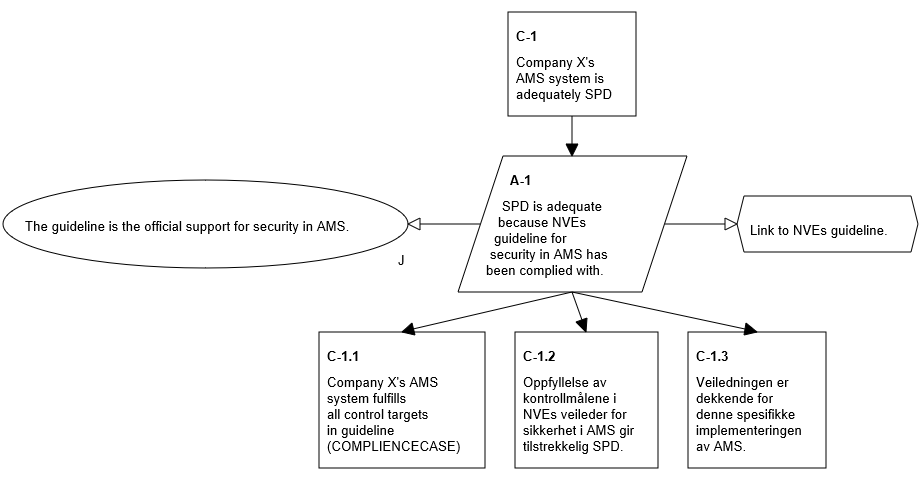 C-1
Company X's
AMS system is
adequately SPD
A-1
SPD is adequate
because NVEs
guideline for
security in AMS has
been complied with.
The guideline is the official support for security in AMS.
J
Link to NVEs guideline.
C-1.1
Company X's AMS
system fulfills
all control targets
in guideline
(COMPLIENCECASE)
C-1.2
Oppfyllelse av
kontrollmålene i
NVEs veileder for
sikkerhet i AMS gir
tilstrekkelig SPD.
C-1.3
Veiledningen er
dekkende for
denne spesifikke
implementeringen
av AMS.